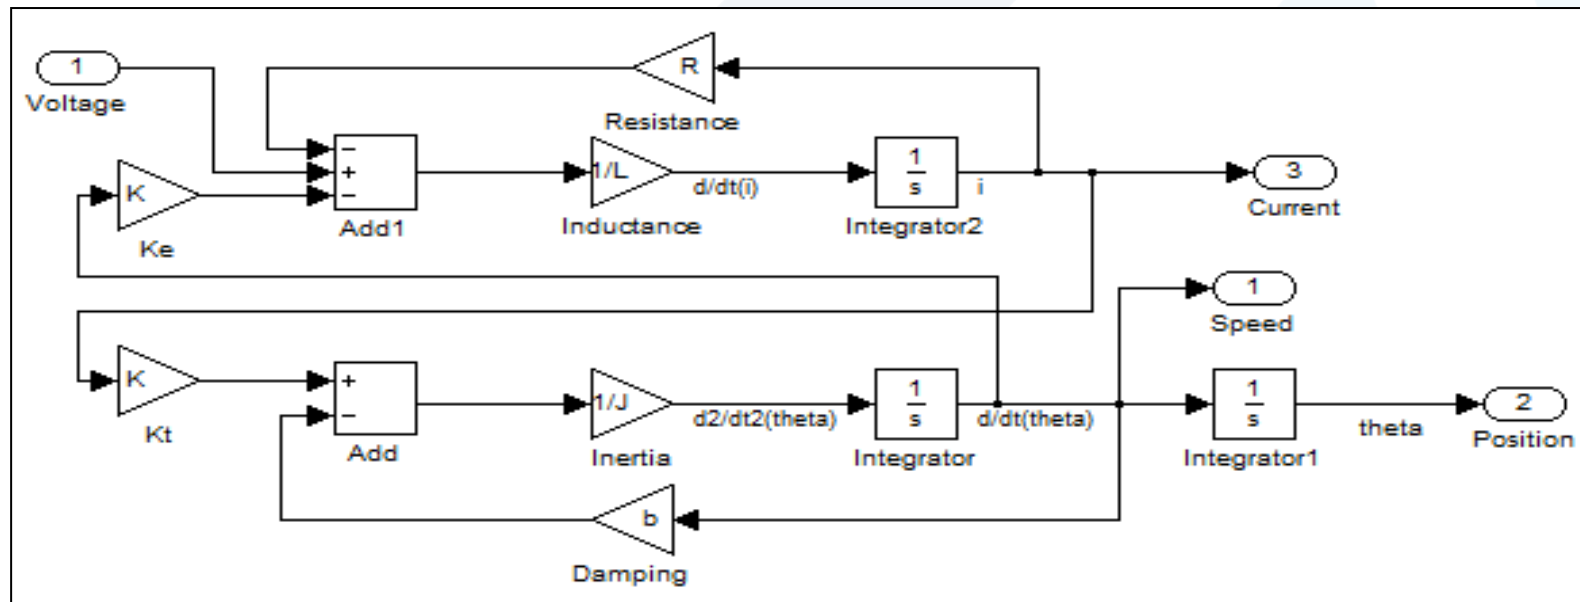 1
Voltage
R
Resistance
−
+
−
Add1
K
Ke
1/L
Inductance
d/dt(i)
1
s
Integrator2
i
3
Current
1
Speed
K
Kt
+
−
Add
1/J
Inertia
d2/dt2(theta)
1
s
Integrator
d/dt(theta)
1
s
Integrator1
theta
2
Position
b
Damping